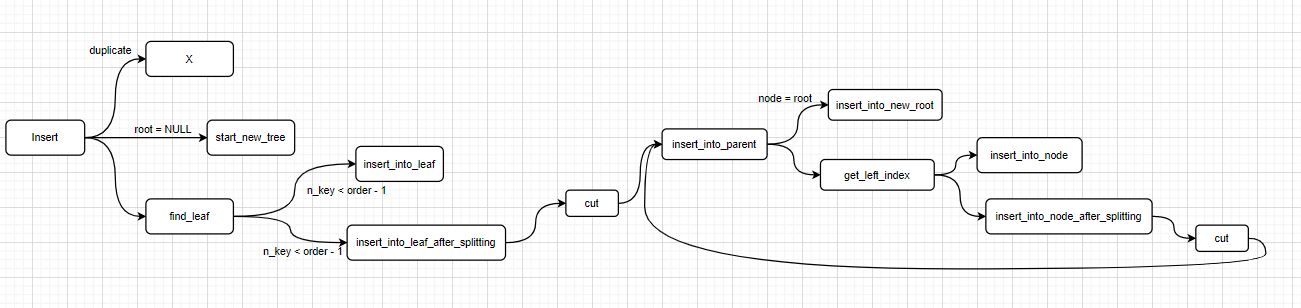 duplicate
X
Insert
root = NULL
start_new_tree
find_leaf
insert_into_leaf
n_key < order - 1
n_key < order - 1
insert_into_leaf_after_splitting
cut
insert_into_parent
node = root
insert_into_new_root
get_left_index
insert_into_node
insert_into_node_after_splitting
cut